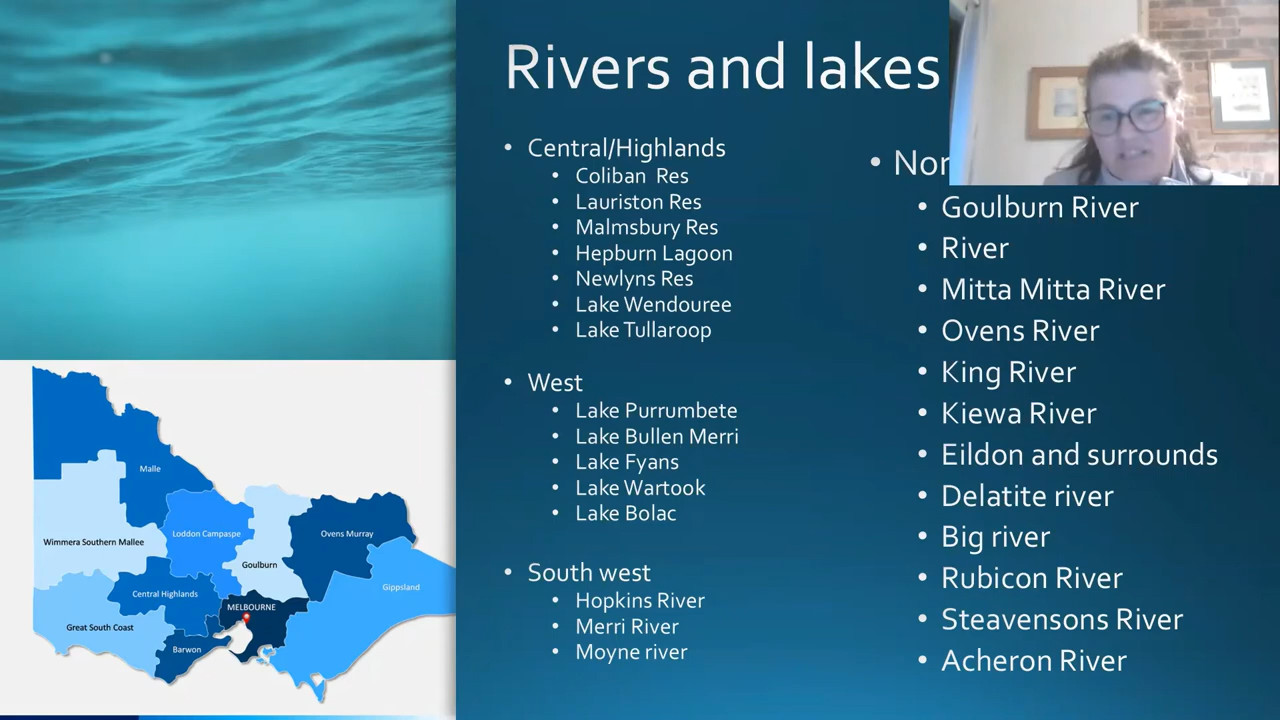 Rivers and lakes
• Central/Highlands
• Coliban Res
• Lauriston Res
• Malmsbury Res
• Hepburn Lagoon
• Newlyns Res
• Lake Wendouree
• Lake Tullaroop
• West
• Lake Purrumbete
• Lake Bullen Merri
• Lake Fyans
• Lake Wartook
• Lake Bolac
• South west
• Hopkins River
• Merri River
• Moyne river
• Nor
• Goulburn River
• River
• Mitta Mitta River
• Ovens River
• King River
• Kiewa River
• Eildon and surrounds
• Delatite river
• Big river
• Rubicon River
• Steavensons River
• Acheron River
Malle
Wimmera Southern Mallee
Loddon Campaspe
Ovens Murray
Goulburn
Gippsland
Central Highlands
MELBOURNE
Great South Coast
Barwon